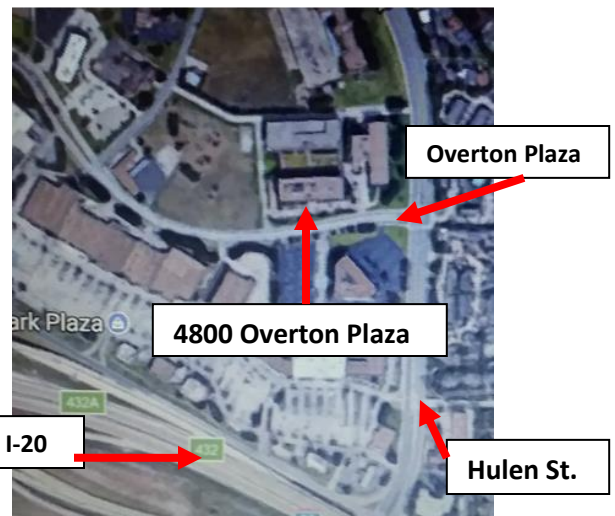 Overton Plaza
4800 Overton Plaza
ark Plaza
432A
I-20
432
Hulen St.